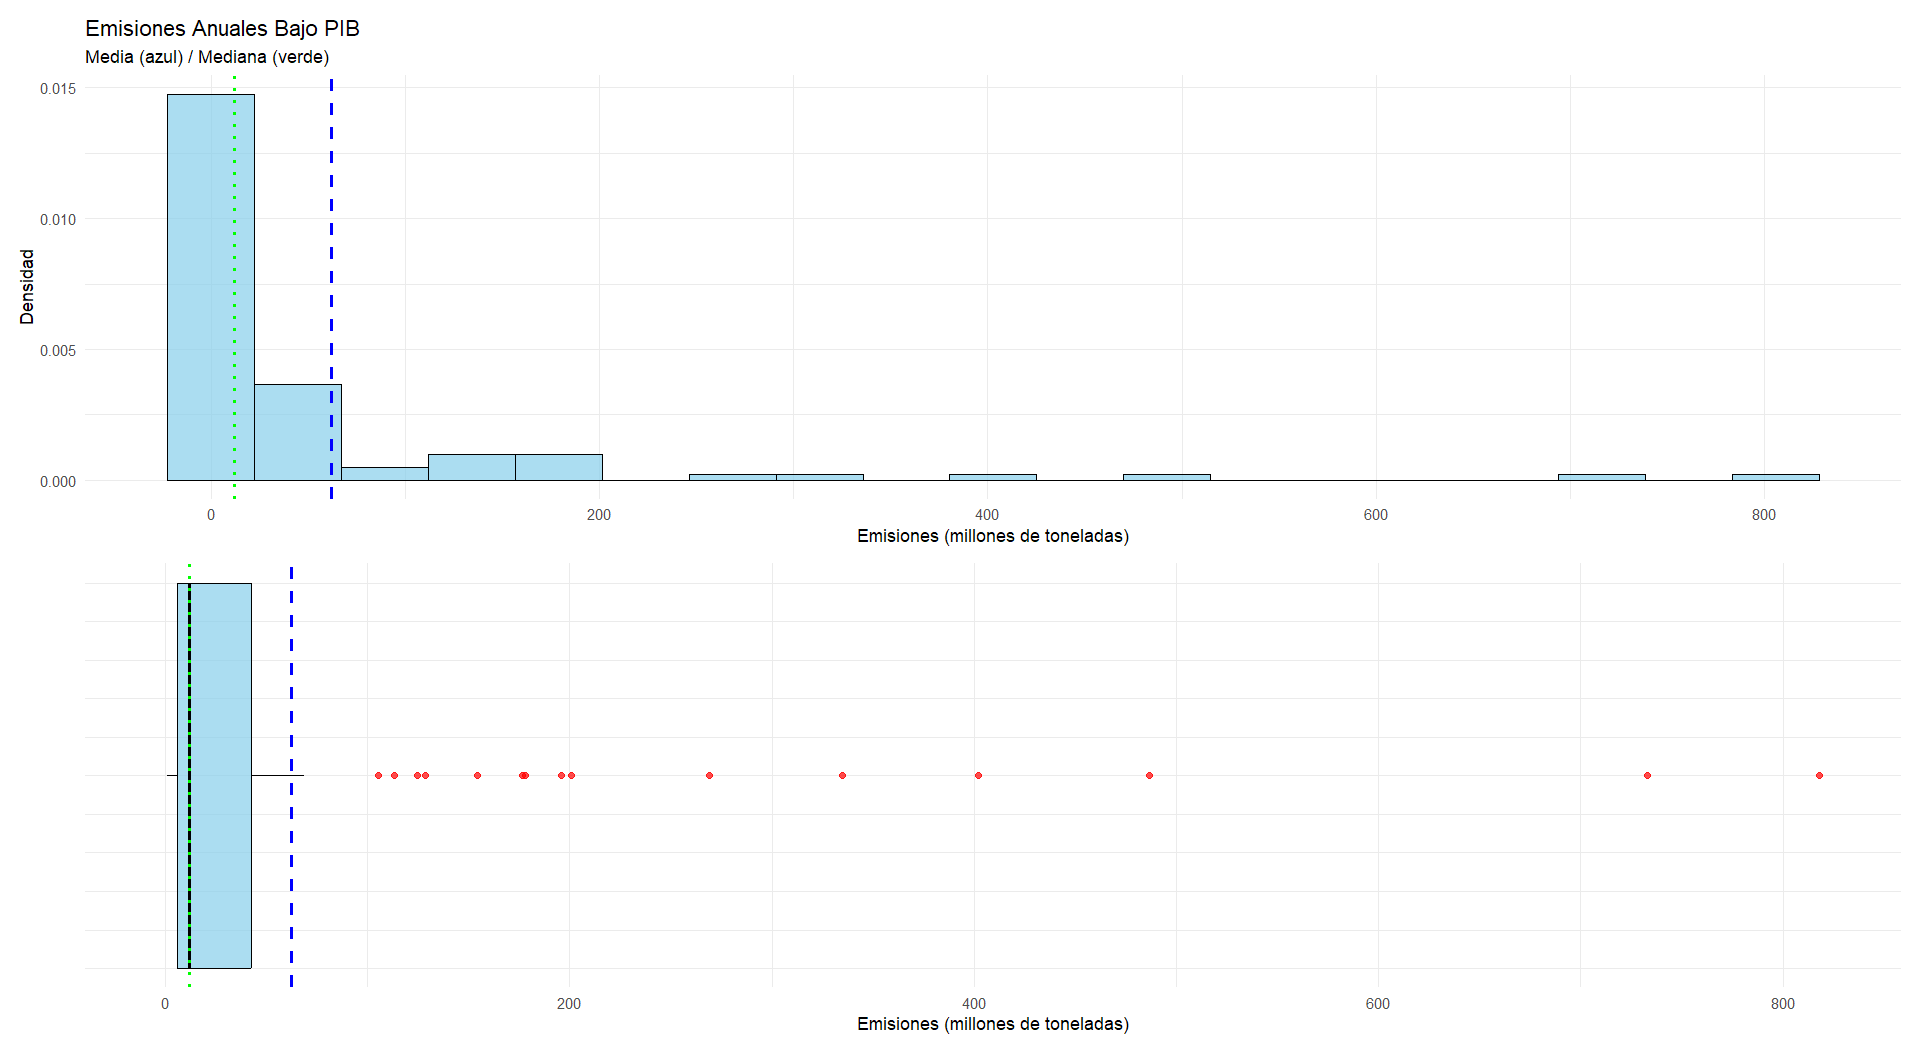 Emisiones Anuales Bajo PIB
Media (azul) / Mediana (verde)
0.015
0.010
0.005
0.000
Densidad
0 200 400 600 800
Emisiones (millones de toneladas)
0 200 400 600 800
Emisiones (millones de toneladas)